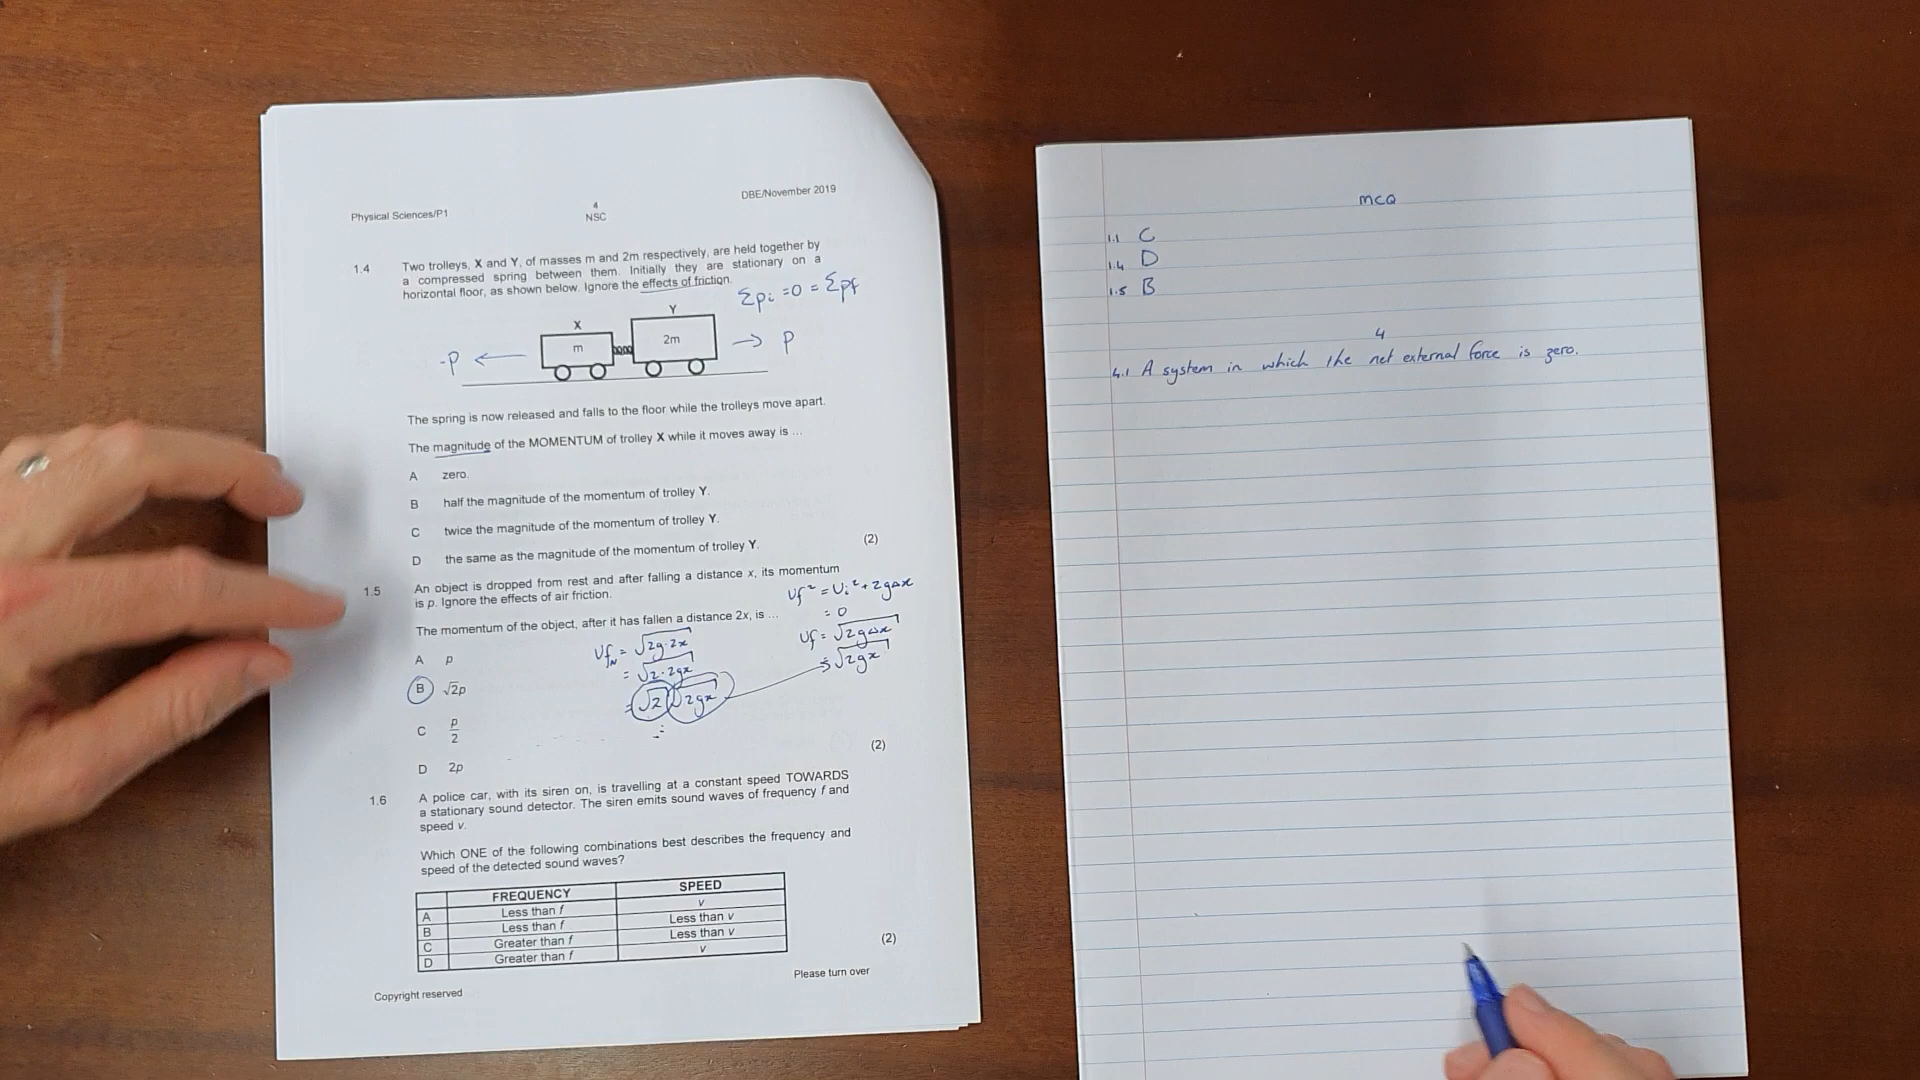 DBE/November 2019
Physical Sciences/P1
4
NSC
1.4 Two trolleys, X and Y, of masses m and 2m respectively, are held together by
a compressed spring between them. Initially they are stationary on a
horizontal floor, as shown below. Ignore the effects of friction.
Σpi = 0 = Σpf
X
Y
m
2m
-P
P
The spring is now released and falls to the floor while the trolleys move apart.
The magnitude of the MOMENTUM of trolley X while it moves away is ...
A zero.
B half the magnitude of the momentum of trolley Y.
C twice the magnitude of the momentum of trolley Y.
D the same as the magnitude of the momentum of trolley Y. (2)
1.5 An object is dropped from rest and after falling a distance x, its momentum
is p. Ignore the effects of air friction.
The momentum of the object, after it has fallen a distance 2x, is ...
A p
B √2p
C p/2
D 2p
(2)
vf² = vi² + 2gΔx
= 0
vf = √2gΔx
= √2gx
vfN = √2g·2x
= √2·2gx
= √2 √2gx
1.6 A police car, with its siren on, is travelling at a constant speed TOWARDS
a stationary sound detector. The siren emits sound waves of frequency f and
speed v.
Which ONE of the following combinations best describes the frequency and
speed of the detected sound waves?
FREQUENCY SPEED
A Less than f v
B Less than f Less than v
C Greater than f Less than v
D Greater than f v
(2)
Please turn over
Copyright reserved
MCQ
1.1 C
1.4 D
1.5 B
4
4.1 A system in which the net external force is zero.